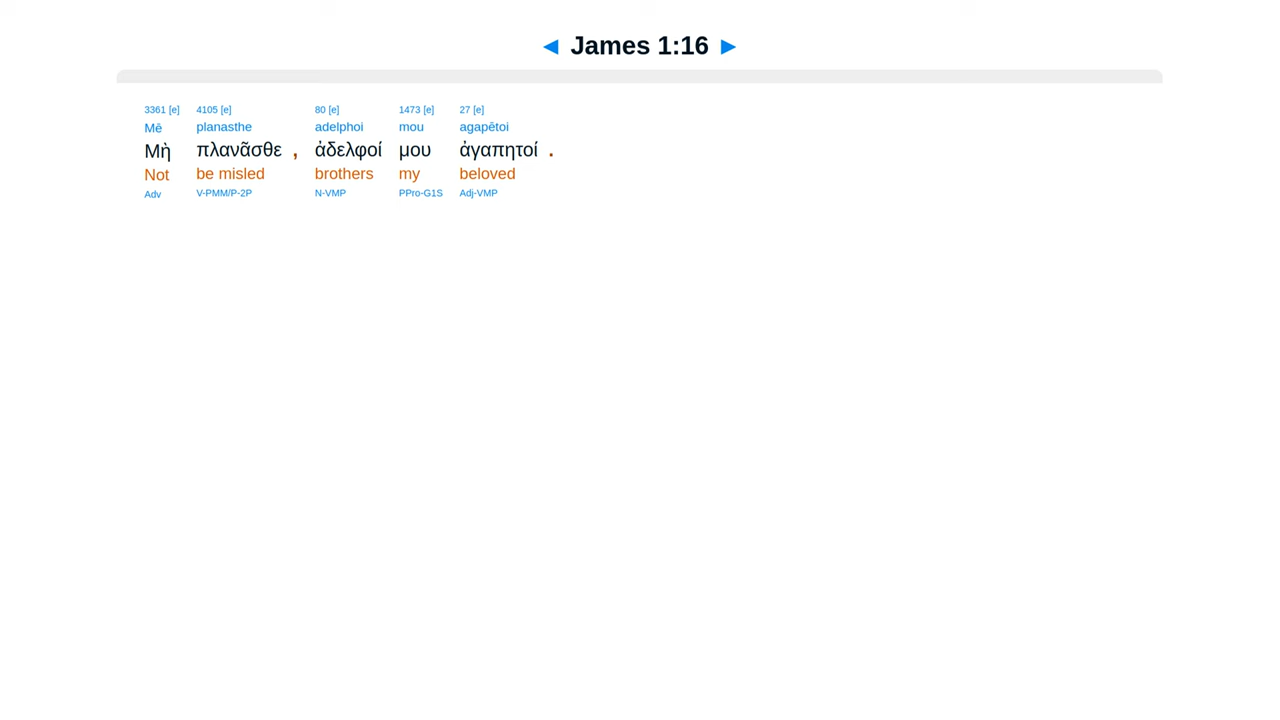 ◄ James 1:16 ►
3361 [e] 4105 [e] 80 [e] 1473 [e] 27 [e]
Mē planasthe adelphoi mou agapētoi
Μὴ πλανᾶσθε , ἀδελφοί μου ἀγαπητοί .
Not be misled brothers my beloved
Adv V-PMM/P-2P N-VMP PPro-G1S Adj-VMP